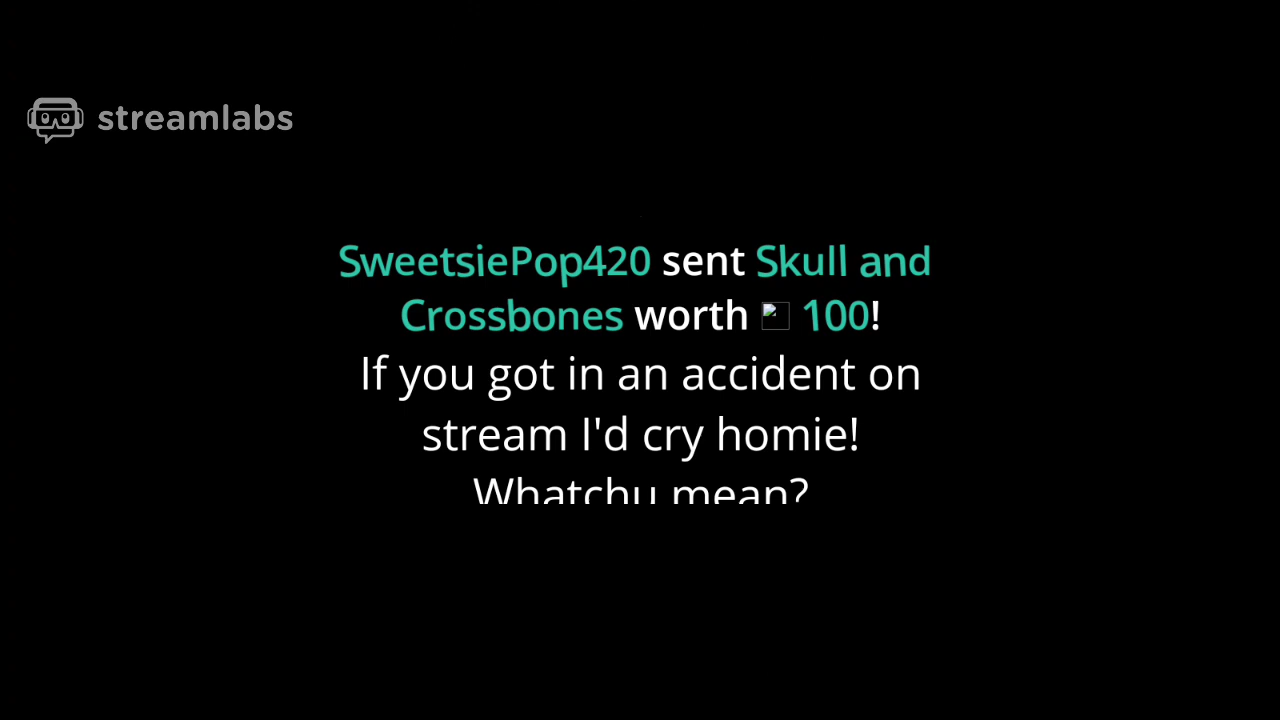 streamlabs
SweetsiePop420 sent Skull and
Crossbones worth 100!
If you got in an accident on
stream I'd cry homie!
Whatchu mean?